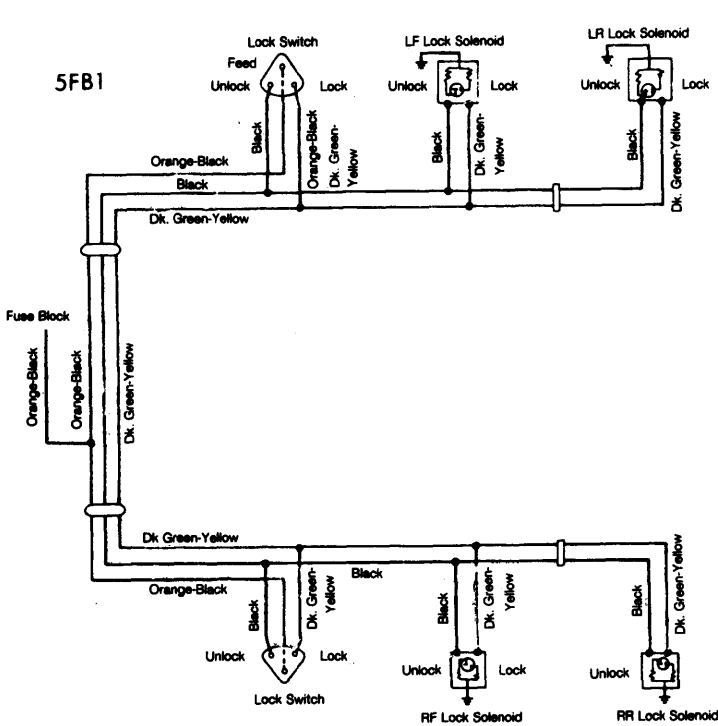 5FB1
Lock Switch
Feed
Unlock
Lock
LF Lock Solenoid
Unlock
Lock
LR Lock Solenoid
Unlock
Lock
Black
Orange-Black
Dk. Green-
Yellow
Black
Dk. Green-
Yellow
Black
Dk. Green-Yellow
Orange-Black
Black
Dk. Green-Yellow
Fuse Block
Orange-Black
Orange-Black
Dk. Green-Yellow
Dk Green-Yellow
Black
Orange-Black
Black
Dk. Green-
Yellow
Black
Dk. Green-
Yellow
Black
Dk. Green-Yellow
Unlock
Lock
Lock Switch
Unlock
Lock
RF Lock Solenoid
Unlock
Lock
RR Lock Solenoid